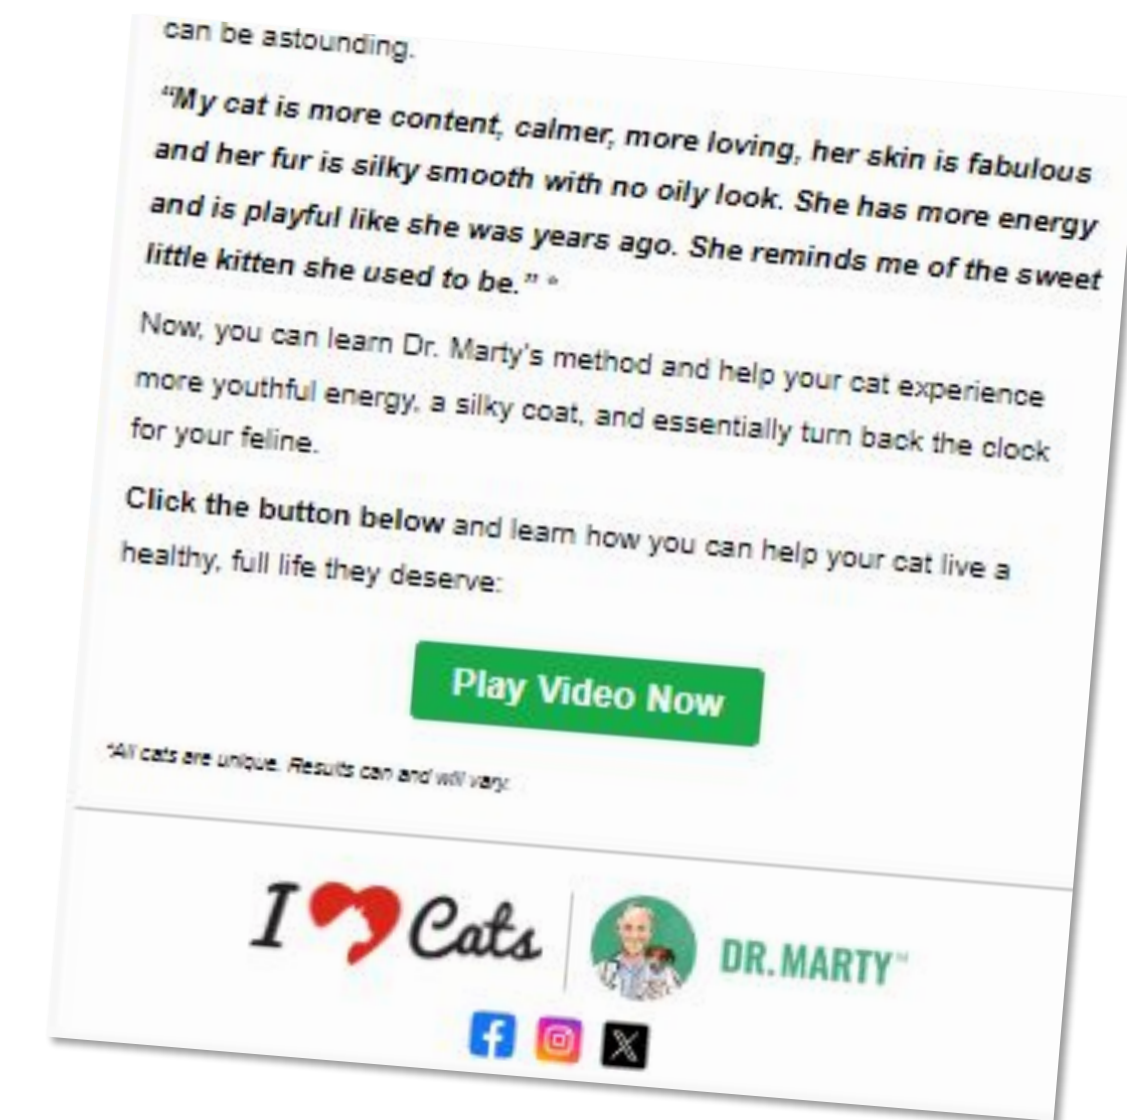 can be astounding.
“My cat is more content, calmer, more loving, her skin is fabulous
and her fur is silky smooth with no oily look. She has more energy
and is playful like she was years ago. She reminds me of the sweet
little kitten she used to be.” *
Now, you can learn Dr. Marty's method and help your cat experience
more youthful energy, a silky coat, and essentially turn back the clock
for your feline.
Click the button below and learn how you can help your cat live a
healthy, full life they deserve:
Play Video Now
*All cats are unique. Results can and will vary.
I Cats
DR. MARTY™